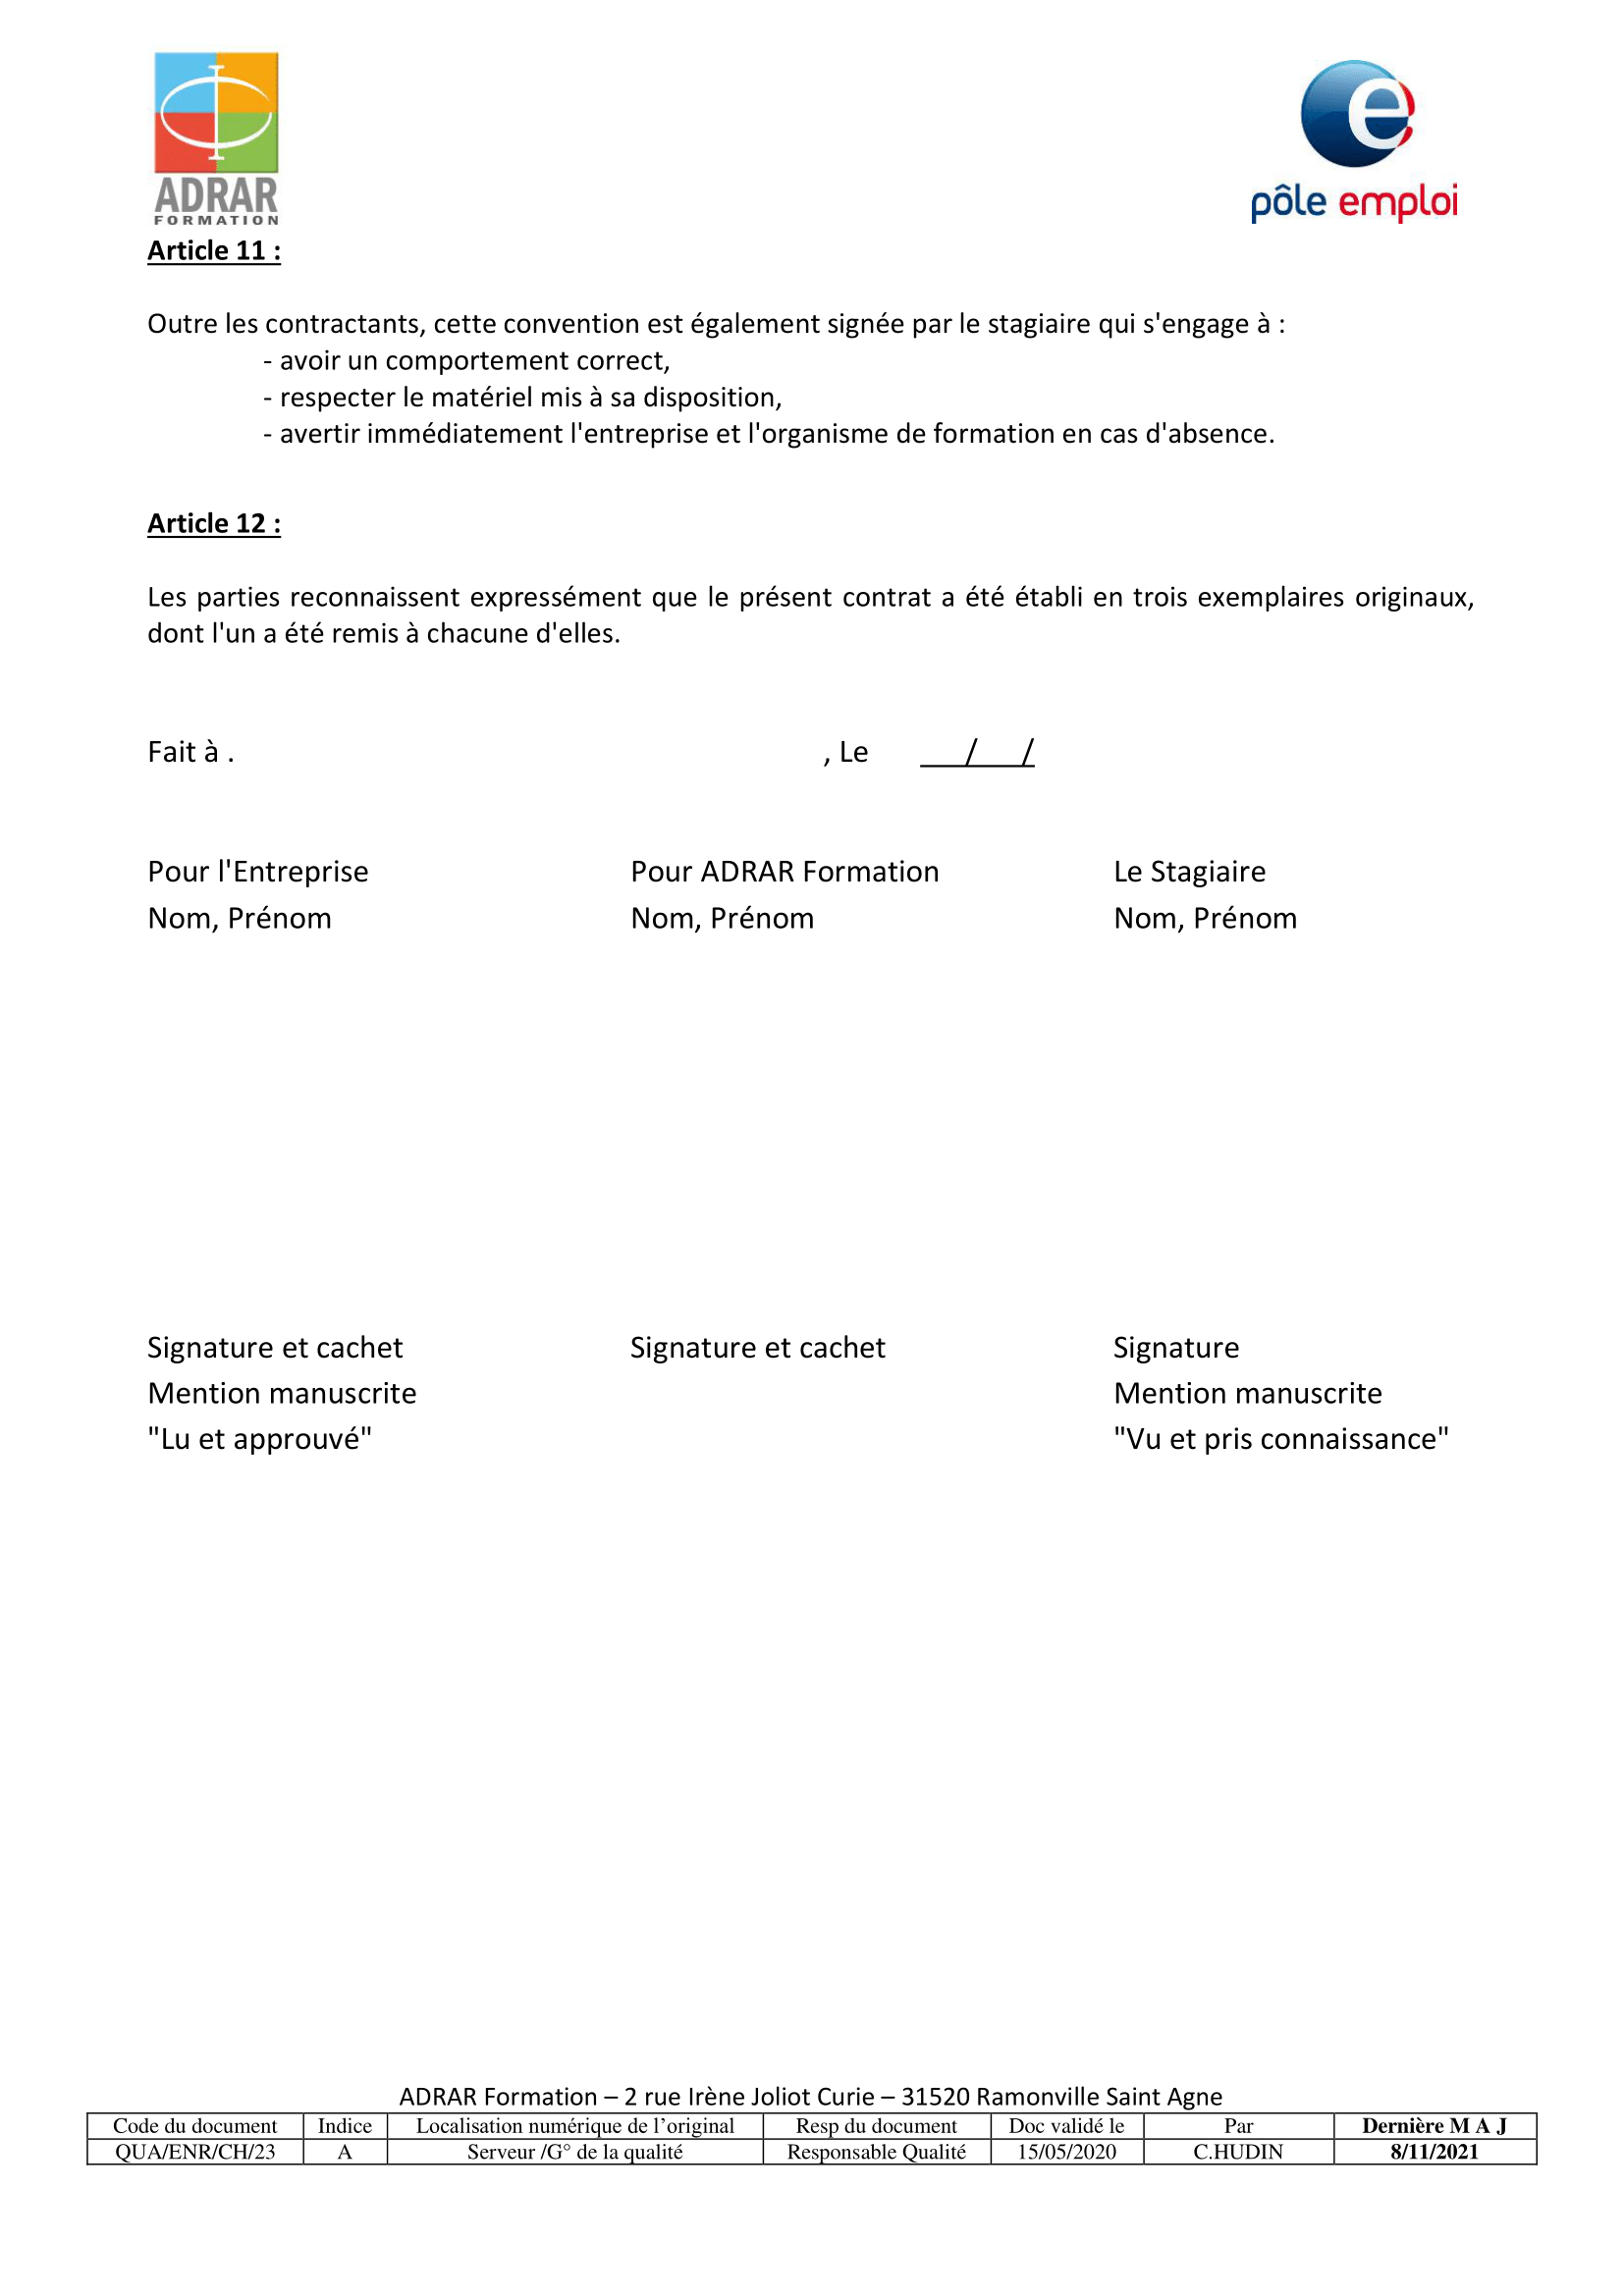 ADRAR
FORMATION
pôle emploi
Article 11 :
Outre les contractants, cette convention est également signée par le stagiaire qui s'engage à :
- avoir un comportement correct,
- respecter le matériel mis à sa disposition,
- avertir immédiatement l'entreprise et l'organisme de formation en cas d'absence.
Article 12 :
Les parties reconnaissent expressément que le présent contrat a été établi en trois exemplaires originaux,
dont l'un a été remis à chacune d'elles.
Fait à . , Le ___/___/
Pour l'Entreprise Pour ADRAR Formation Le Stagiaire
Nom, Prénom Nom, Prénom Nom, Prénom
Signature et cachet Signature et cachet Signature
Mention manuscrite Mention manuscrite
"Lu et approuvé" "Vu et pris connaissance"
ADRAR Formation – 2 rue Irène Joliot Curie – 31520 Ramonville Saint Agne
Code du document Indice Localisation numérique de l’original Resp du document Doc validé le Par Dernière M A J
QUA/ENR/CH/23 A Serveur /G° de la qualité Responsable Qualité 15/05/2020 C.HUDIN 8/11/2021